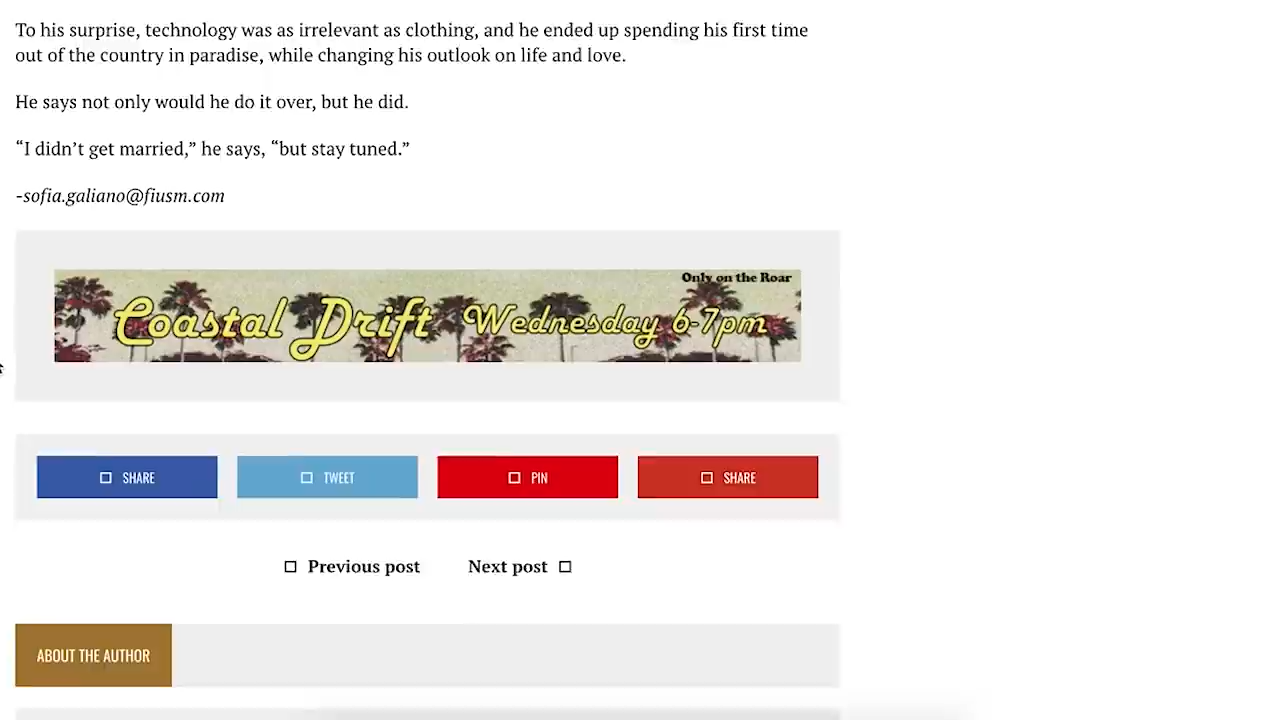 To his surprise, technology was as irrelevant as clothing, and he ended up spending his first time
out of the country in paradise, while changing his outlook on life and love.
He says not only would he do it over, but he did.
“I didn’t get married,” he says, “but stay tuned.”
-sofia.galiano@fiusm.com
Only on the Roar
Coastal Drift Wednesday 6-7pm
SHARE TWEET PIN SHARE
Previous post Next post
ABOUT THE AUTHOR